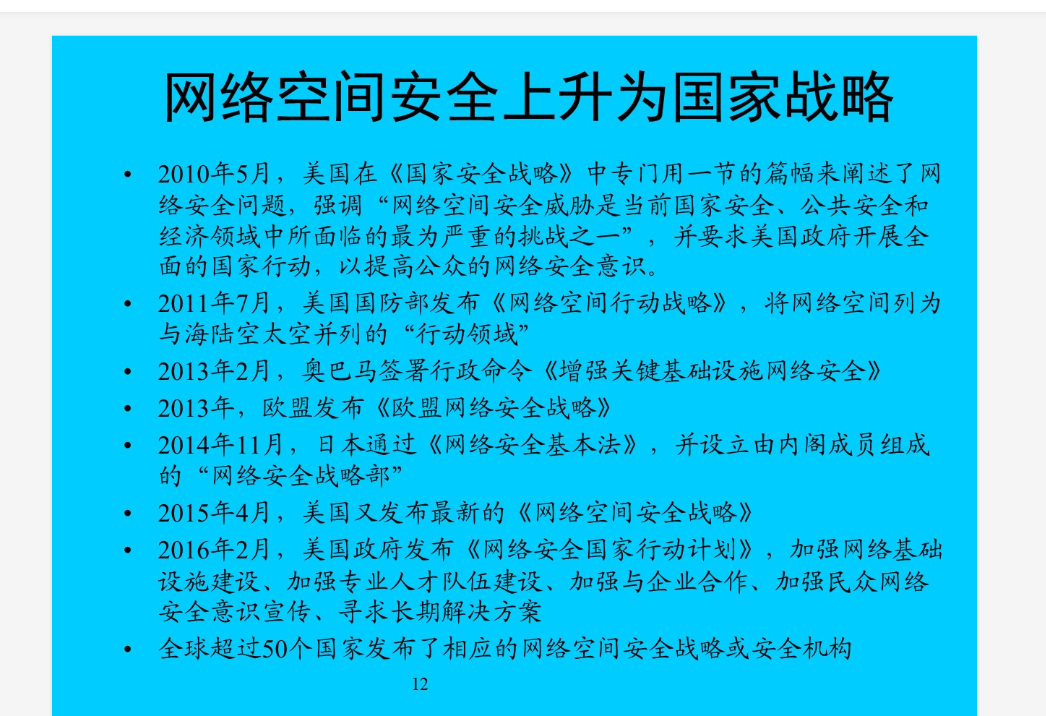 网络空间安全上升为国家战略
• 2010年5月，美国在《国家安全战略》中专门用一节的篇幅来阐述了网
络安全问题，强调“网络空间安全威胁是当前国家安全、公共安全和
经济领域中所面临的最为严重的挑战之一”，并要求美国政府开展全
面的国家行动，以提高公众的网络安全意识。
• 2011年7月，美国国防部发布《网络空间行动战略》，将网络空间列为
与海陆空太空并列的“行动领域”
• 2013年2月，奥巴马签署行政命令《增强关键基础设施网络安全》
• 2013年，欧盟发布《欧盟网络安全战略》
• 2014年11月，日本通过《网络安全基本法》，并设立由内阁成员组成
的“网络安全战略部”
• 2015年4月，美国又发布最新的《网络空间安全战略》
• 2016年2月，美国政府发布《网络安全国家行动计划》，加强网络基础
设施建设、加强专业人才队伍建设、加强与企业合作、加强民众网络
安全意识宣传、寻求长期解决方案
• 全球超过50个国家发布了相应的网络空间安全战略或安全机构
12